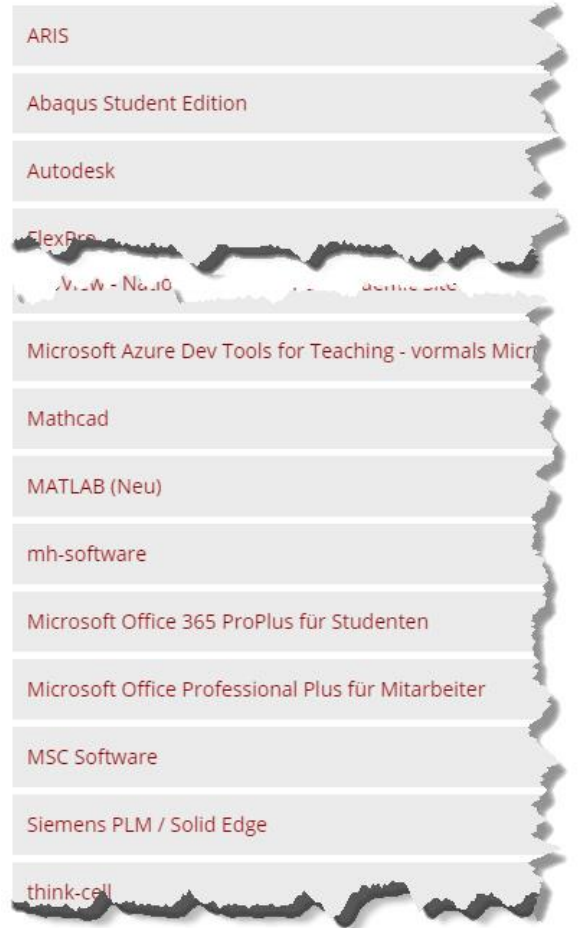 ARIS
Abaqus Student Edition
Autodesk
FlexPro
- Natio
Microsoft Azure Dev Tools for Teaching - vormals Micr
Mathcad
MATLAB (Neu)
mh-software
Microsoft Office 365 ProPlus für Studenten
Microsoft Office Professional Plus für Mitarbeiter
MSC Software
Siemens PLM / Solid Edge
think-cell